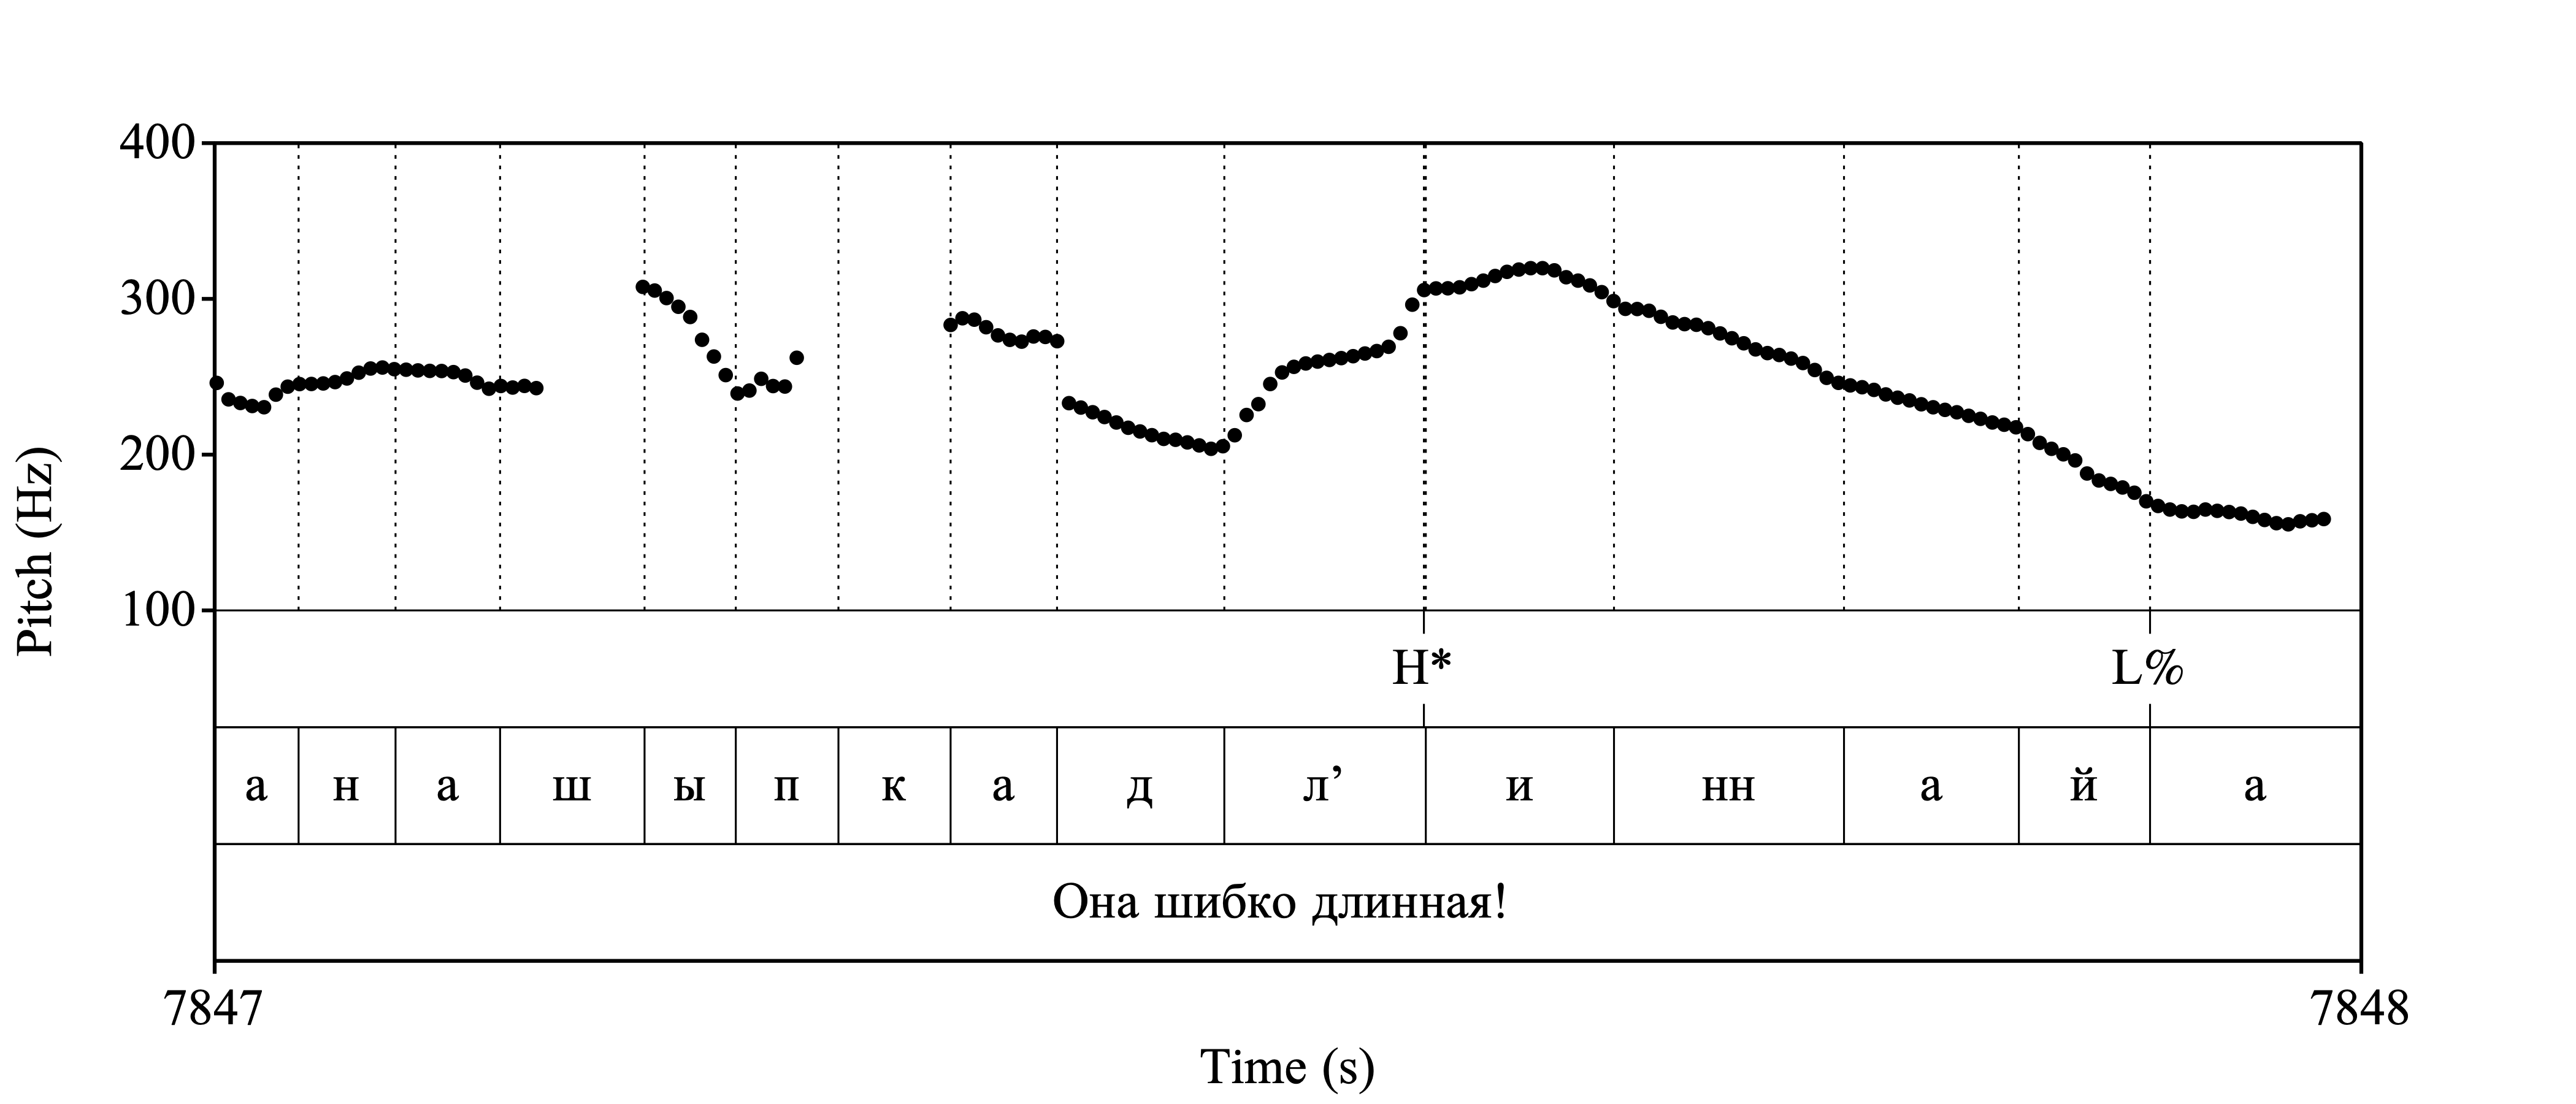 400
300
200
100
Pitch (Hz)
H* L%
а н а ш ы п к а д л’ и нн а й а
Она шибко длинная!
7847 7848
Time (s)